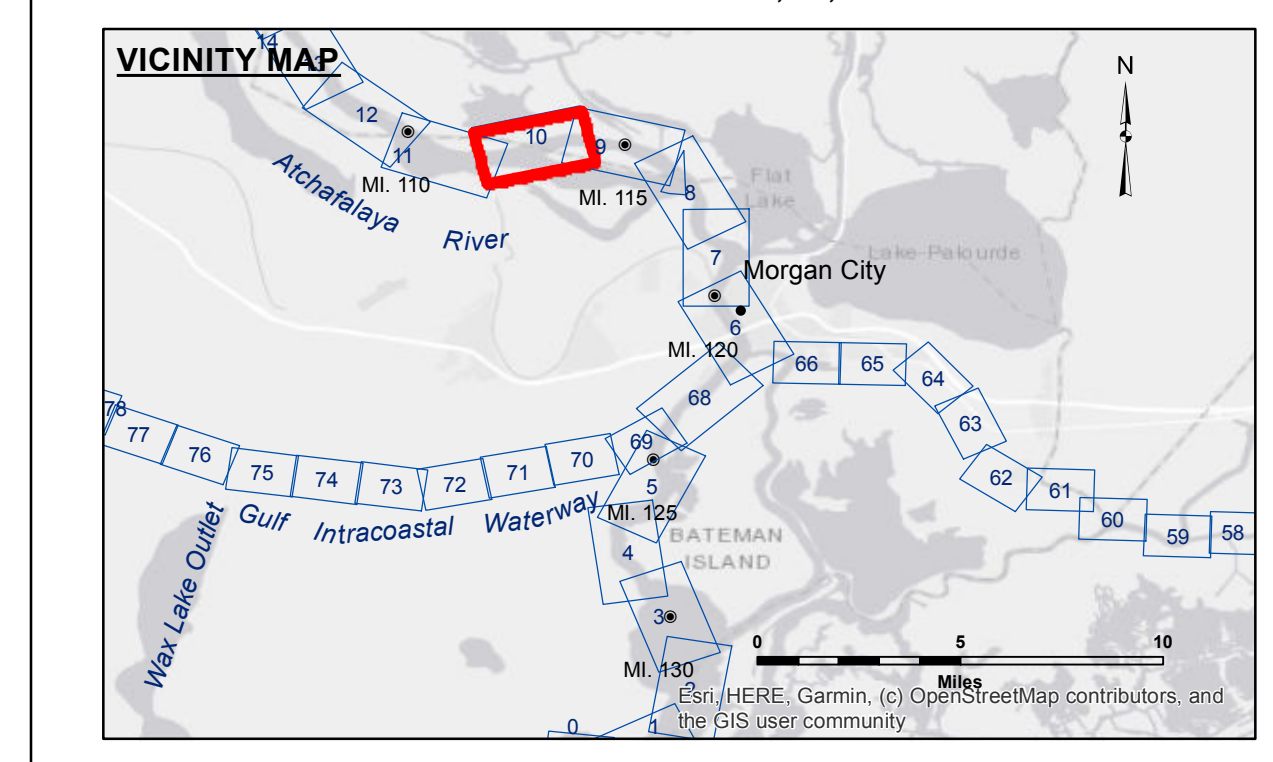 VICINITY MAP
14
13
12
11
10
9
8
7
6
N
Atchafalaya
River
MI. 110
MI. 115
Flat
Lake
Lake Palourde
Morgan City
MI. 120
66
65
64
63
62
61
60
59
58
68
69
70
71
72
73
74
75
76
77
78
5
4
3
2
1
0
Gulf Intracoastal Waterway
Wax Lake Outlet
MI. 125
BATEMAN
ISLAND
MI. 130
0 5 10
Miles
Esri, HERE, Garmin, (c) OpenStreetMap contributors, and
the GIS user community